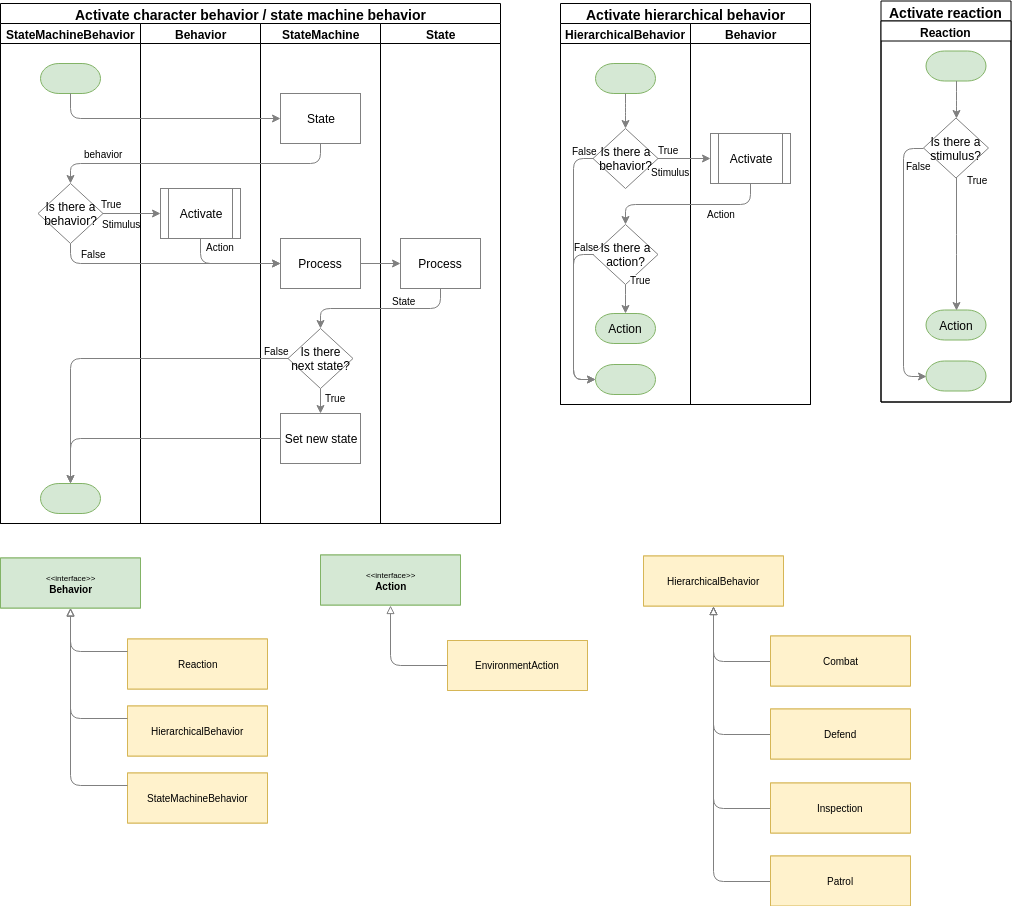 Activate character behavior / state machine behavior
StateMachineBehavior
Behavior
StateMachine
State
State
behavior
Is there a
behavior?
True
Stimulus
Activate
Action
False
Process
Process
State
False
Is there
next state?
True
Set new state
Activate hierarchical behavior
HierarchicalBehavior
Behavior
False
Is there a
behavior?
True
Stimulus
Activate
Action
False
Is there a
action?
True
Action
Activate reaction
Reaction
Is there a
stimulus?
False
True
Action
<<interface>>
Behavior
Reaction
HierarchicalBehavior
StateMachineBehavior
<<interface>>
Action
EnvironmentAction
HierarchicalBehavior
Combat
Defend
Inspection
Patrol